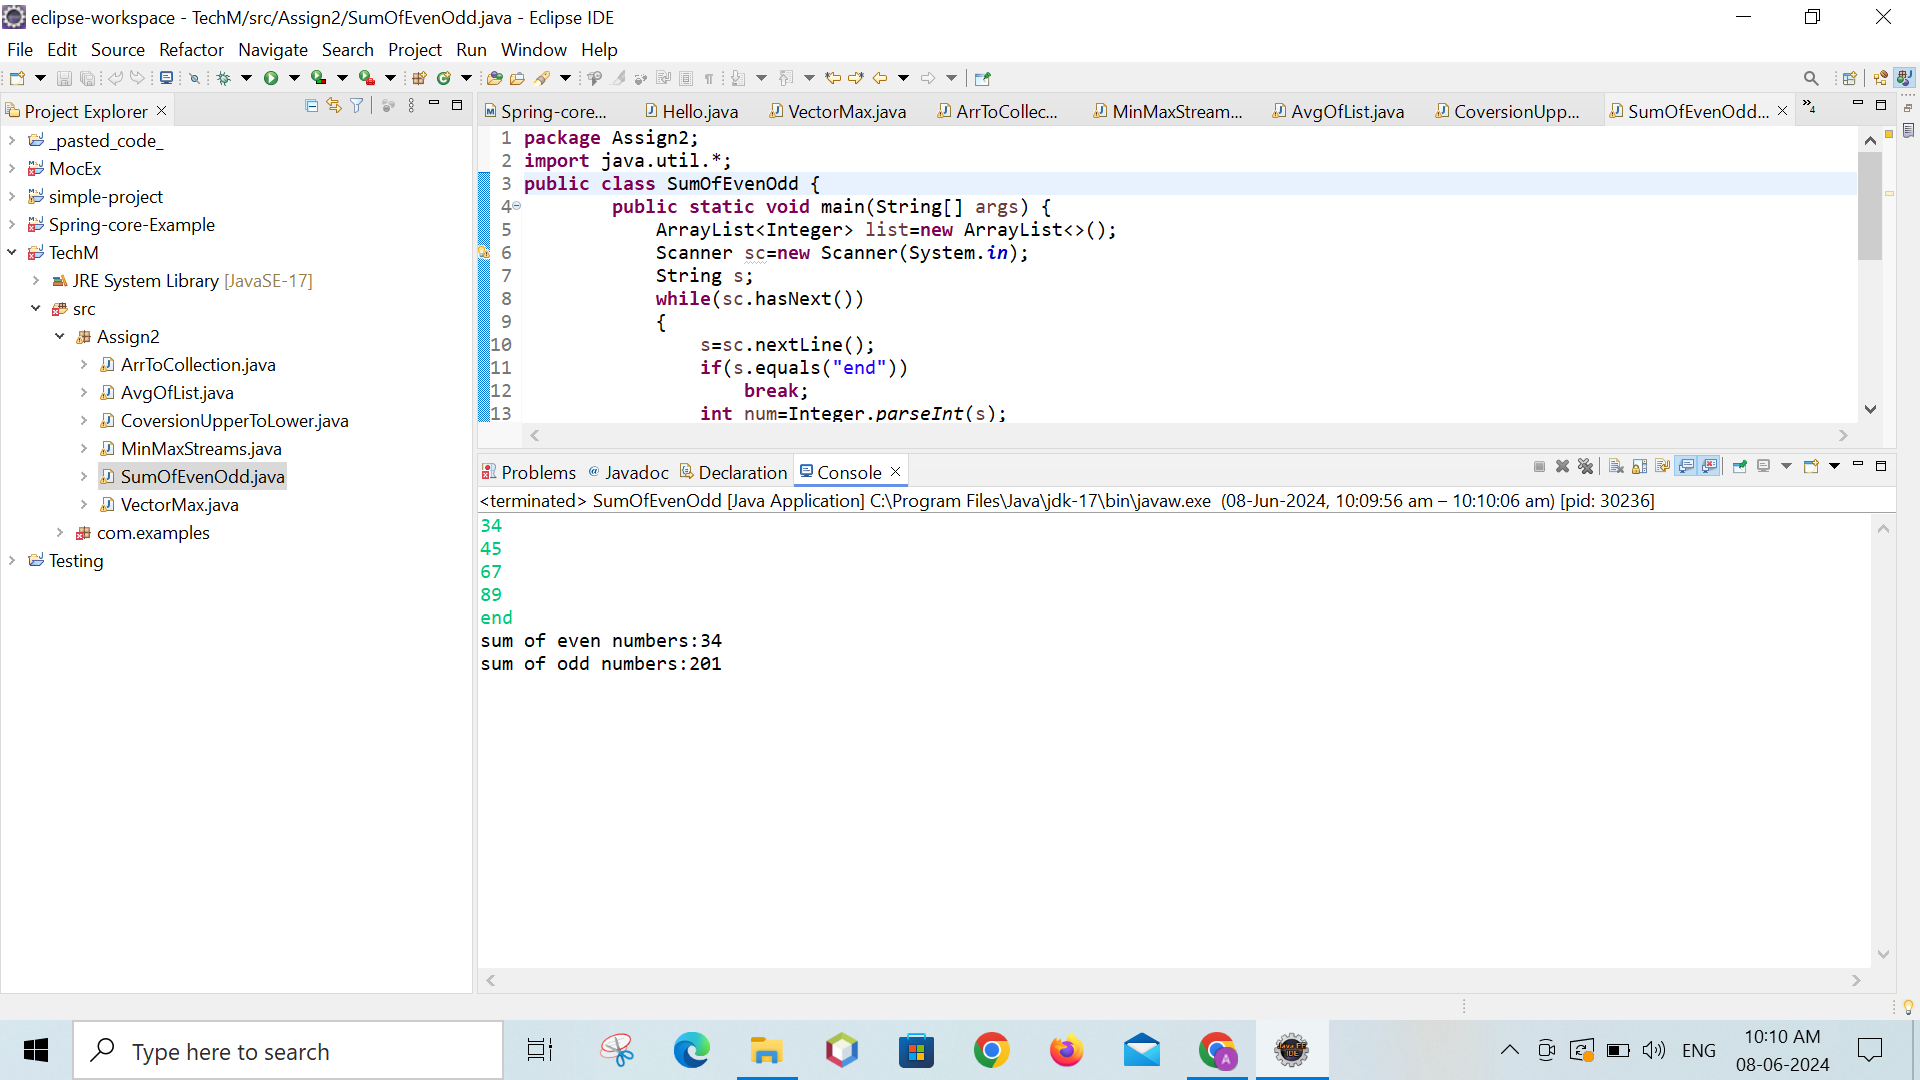 eclipse-workspace - TechM/src/Assign2/SumOfEvenOdd.java - Eclipse IDE
File Edit Source Refactor Navigate Search Project Run Window Help
Project Explorer
_pasted_code_
MocEx
simple-project
Spring-core-Example
TechM
JRE System Library [JavaSE-17]
src
Assign2
ArrToCollection.java
AvgOfList.java
CoversionUpperToLower.java
MinMaxStreams.java
SumOfEvenOdd.java
VectorMax.java
com.examples
Testing
Spring-core... Hello.java VectorMax.java ArrToCollec... MinMaxStream... AvgOfList.java CoversionUpp... SumOfEvenOdd... »4
1 package Assign2;
2 import java.util.*;
3 public class SumOfEvenOdd {
4 public static void main(String[] args) {
5 ArrayList<Integer> list=new ArrayList<>();
6 Scanner sc=new Scanner(System.in);
7 String s;
8 while(sc.hasNext())
9 {
10 s=sc.nextLine();
11 if(s.equals("end"))
12 break;
13 int num=Integer.parseInt(s);
Problems @ Javadoc Declaration Console
<terminated> SumOfEvenOdd [Java Application] C:\Program Files\Java\jdk-17\bin\javaw.exe (08-Jun-2024, 10:09:56 am – 10:10:06 am) [pid: 30236]
34
45
67
89
end
sum of even numbers:34
sum of odd numbers:201
Type here to search
ENG
10:10 AM
08-06-2024